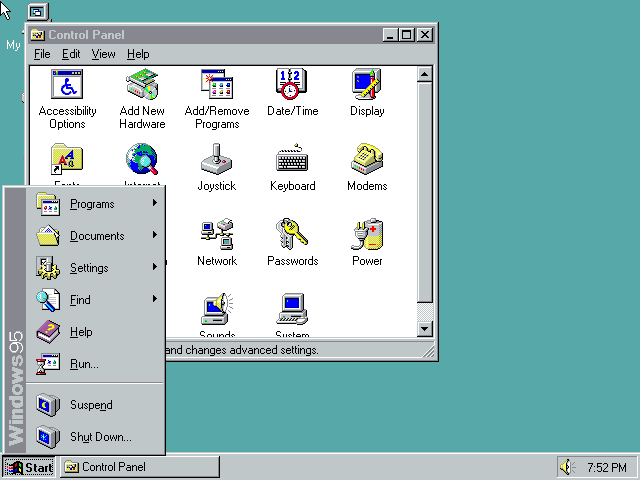 My
Control Panel
File Edit View Help
Accessibility Options
Add New Hardware
Add/Remove Programs
Date/Time
Display
Fonts
Internet
Joystick
Keyboard
Modems
Network
Passwords
Power
Sounds
System
and changes advanced settings.
Programs
Documents
Settings
Find
Help
Run...
Suspend
Shut Down...
Windows95
Start
Control Panel
7:52 PM